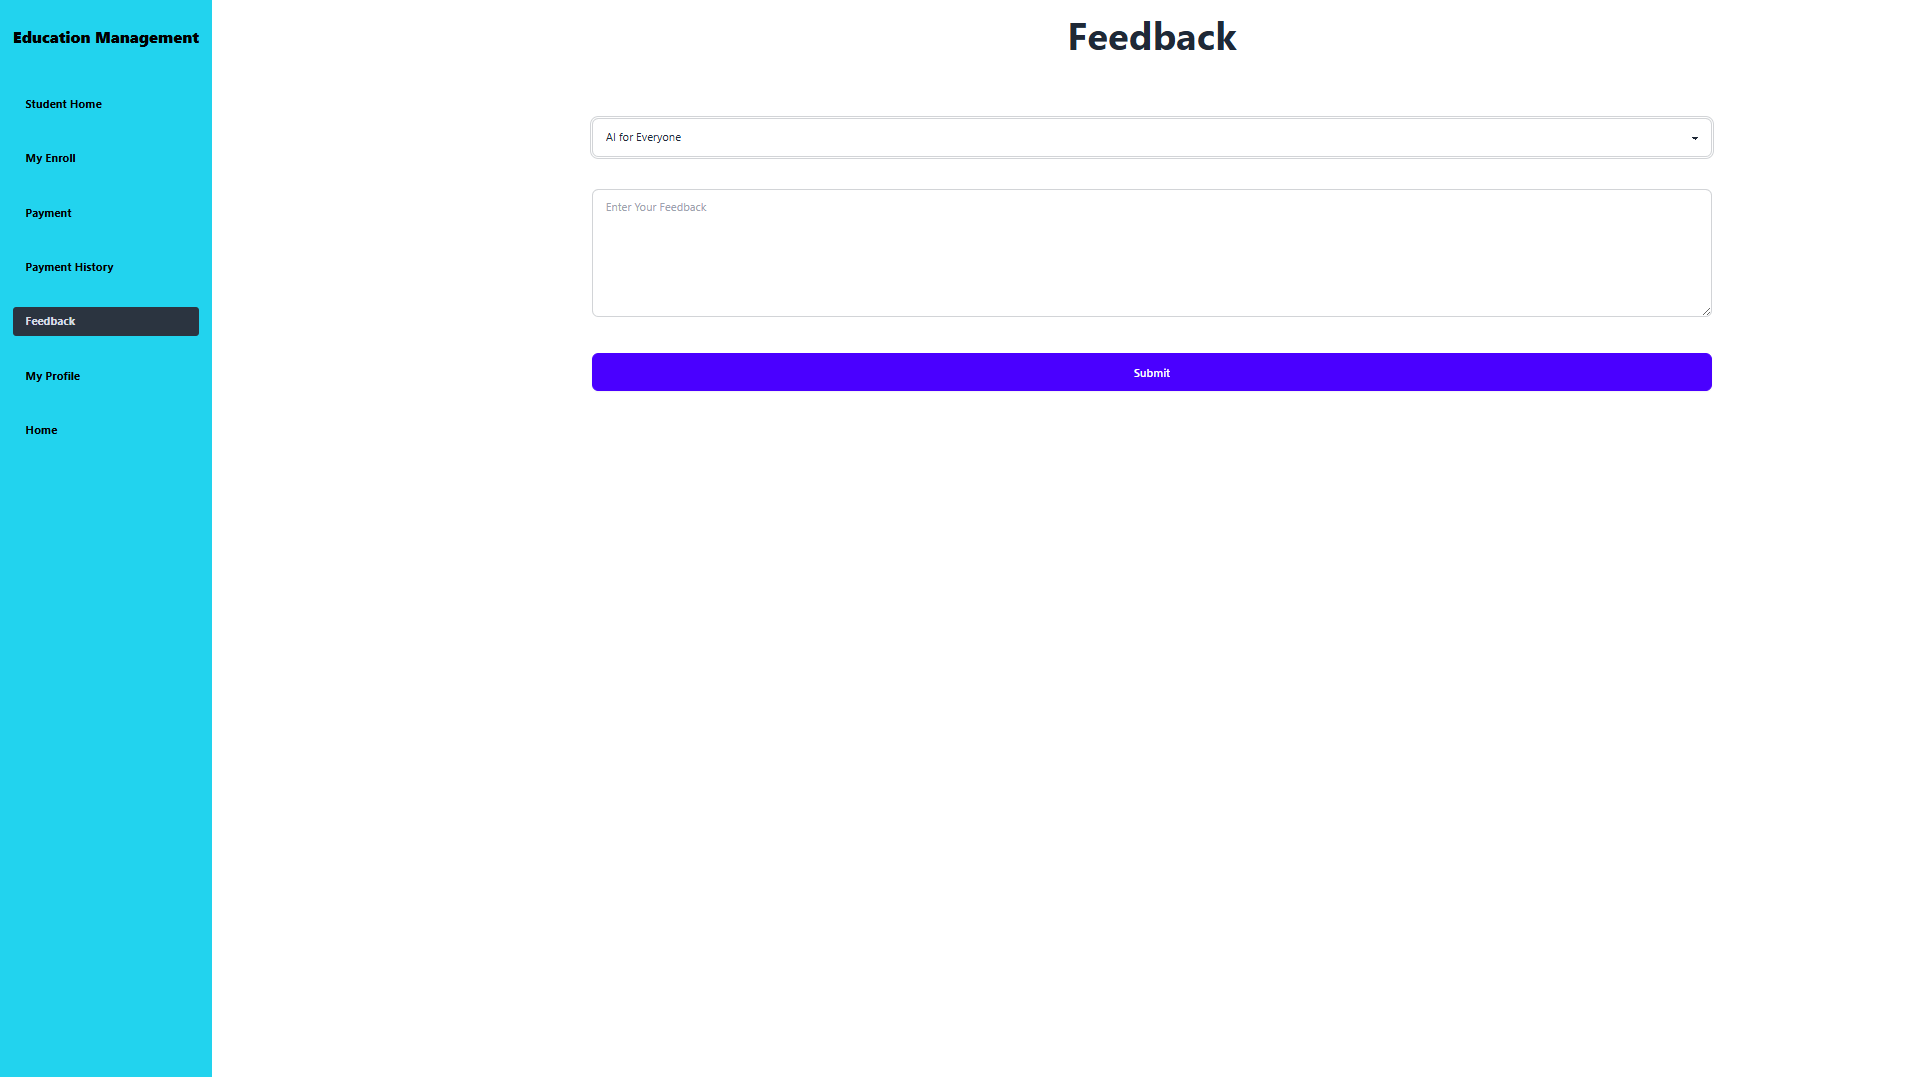 Education Management
Student Home
My Enroll
Payment
Payment History
Feedback
My Profile
Home
Feedback
AI for Everyone
Enter Your Feedback
Submit